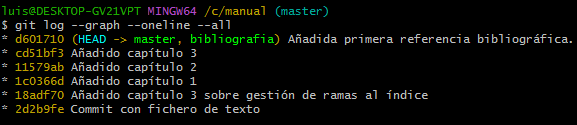 luis@DESKTOP-GV21VPT MINGW64 /c/manual (master)
$ git log --graph --oneline --all
* d601710 (HEAD -> master, bibliografia) Añadida primera referencia bibliográfica.
* cd51bf3 Añadido capítulo 3
* 11579ab Añadido capitulo 2
* 1c0366d Añadido capitulo 1
* 18adf70 Añadido capítulo 3 sobre gestión de ramas al índice
* 2d2b9fe Commit con fichero de texto